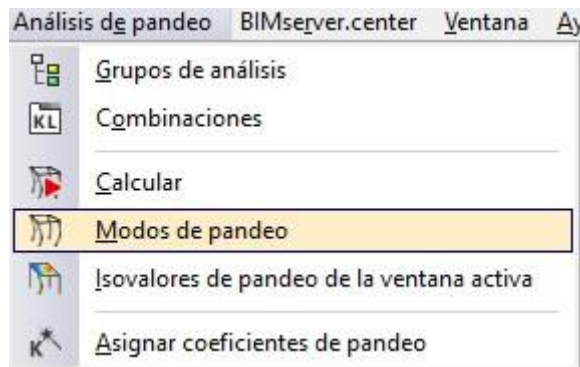 Análisis de pandeo BIMserver.center Ventana Ay
Grupos de análisis
KL Combinaciones
Calcular
Modos de pandeo
Isovalores de pandeo de la ventana activa
K Asignar coeficientes de pandeo